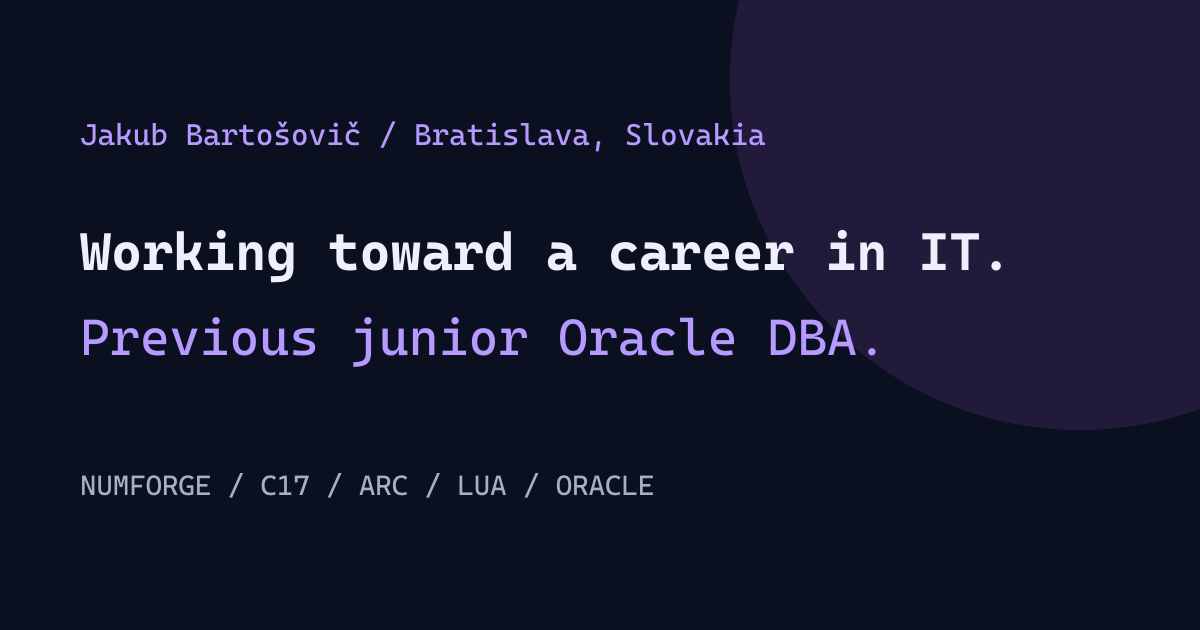 Jakub Bartošovič / Bratislava, Slovakia
Working toward a career in IT.
Previous junior Oracle DBA.
NUMFORGE / C17 / ARC / LUA / ORACLE